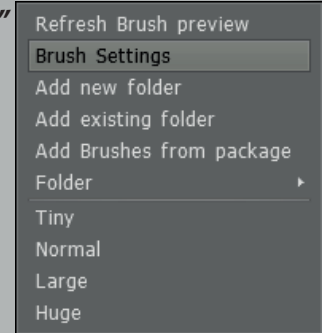 "
Refresh Brush preview
Brush Settings
Add new folder
Add existing folder
Add Brushes from package
Folder
Tiny
Normal
Large
Huge